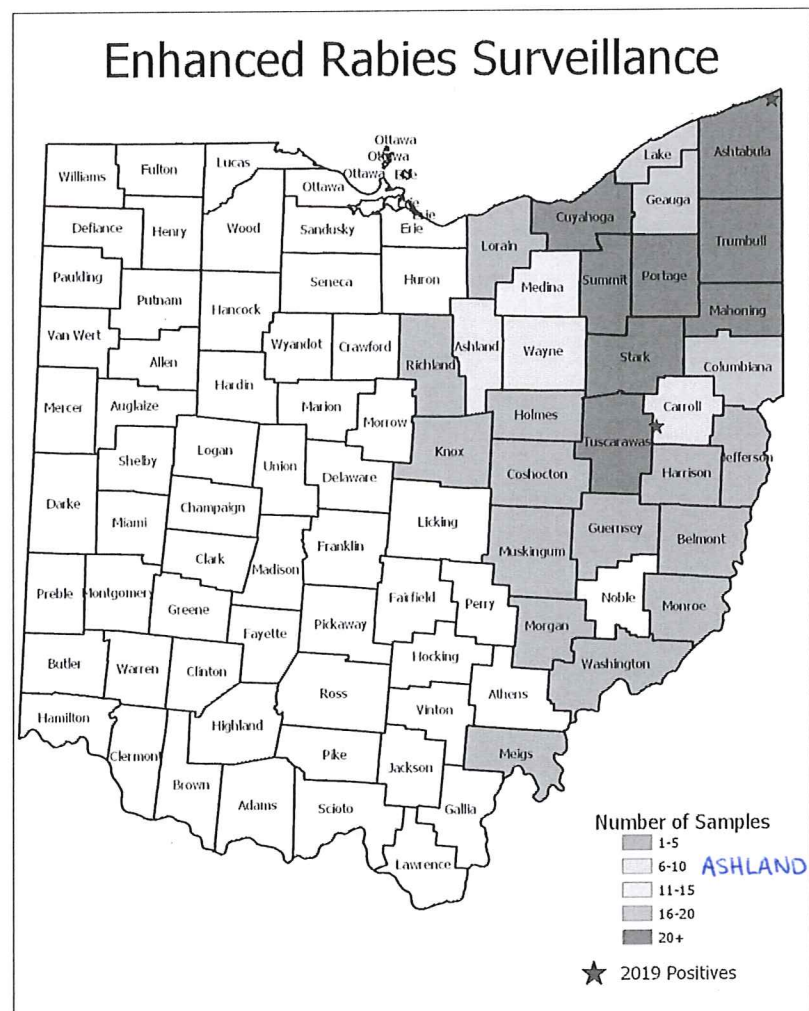 Enhanced Rabies Surveillance
Williams
Fulton
Lucas
Ottawa
Ottawa
Ottawa
Erie
Ottawa
Erie
Lake
Ashtabula
Geauga
Defiance
Henry
Wood
Sandusky
Erie
Lorain
Cuyahoga
Trumbull
Paulding
Putnam
Hancock
Seneca
Huron
Medina
Summit
Portage
Mahoning
Van Wert
Allen
Wyandot
Crawford
Richland
Ashland
Wayne
Stark
Columbiana
Mercer
Auglaize
Hardin
Marion
Morrow
Holmes
Carroll
Tuscarawas
Jefferson
Shelby
Logan
Union
Delaware
Knox
Coshocton
Harrison
Darke
Miami
Champaign
Licking
Guernsey
Belmont
Clark
Madison
Franklin
Muskingum
Preble
Montgomery
Greene
Fayette
Pickaway
Fairfield
Perry
Morgan
Noble
Monroe
Butler
Warren
Clinton
Hocking
Athens
Washington
Hamilton
Clermont
Highland
Ross
Vinton
Meigs
Brown
Adams
Pike
Scioto
Jackson
Gallia
Lawrence
Number of Samples
1-5
6-10 ASHLAND
11-15
16-20
20+
2019 Positives